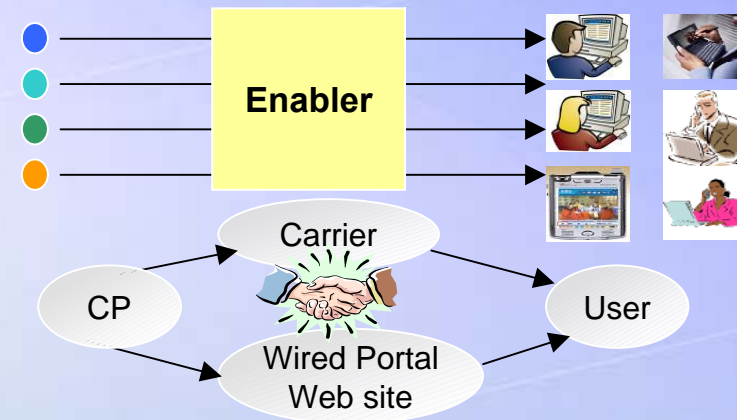 Enabler
Carrier
CP
User
Wired Portal
Web site